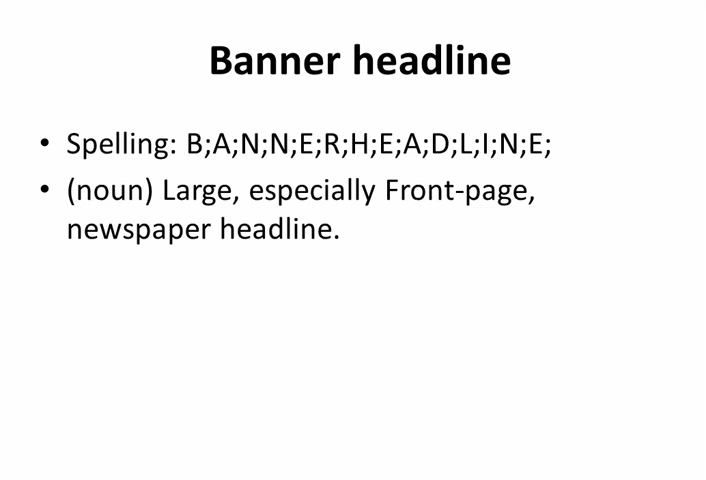 Banner headline
• Spelling: B;A;N;N;E;R;H;E;A;D;L;I;N;E;
• (noun) Large, especially Front-page,
newspaper headline.